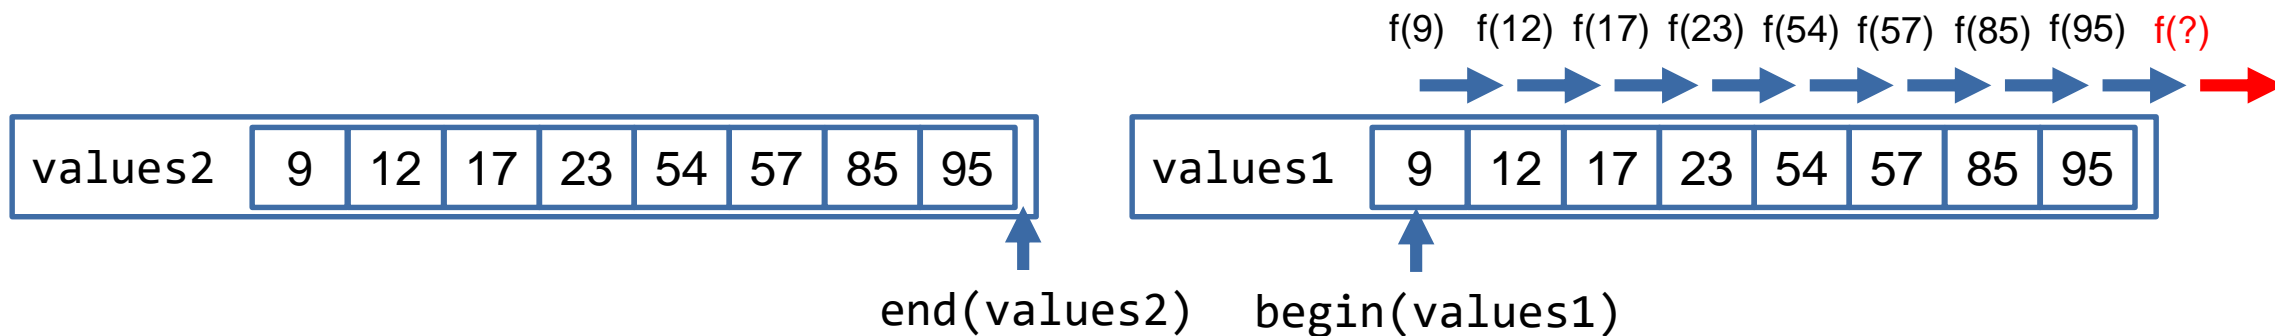 f(9) f(12) f(17) f(23) f(54) f(57) f(85) f(95) f(?)
values2 9 12 17 23 54 57 85 95
values1 9 12 17 23 54 57 85 95
end(values2)
begin(values1)